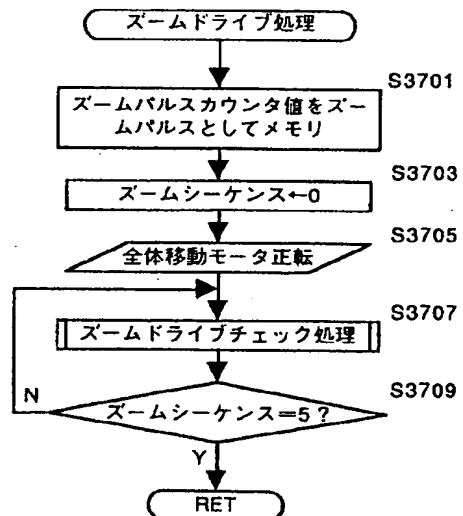 ズームドライブ処理
S3701
ズームパルスカウンタ値をズー
ムパルスとしてメモリ
S3703
ズームシーケンス←0
S3705
全体移動モータ正転
S3707
ズームドライブチェック処理
S3709
ズームシーケンス=5?
N
Y
RET